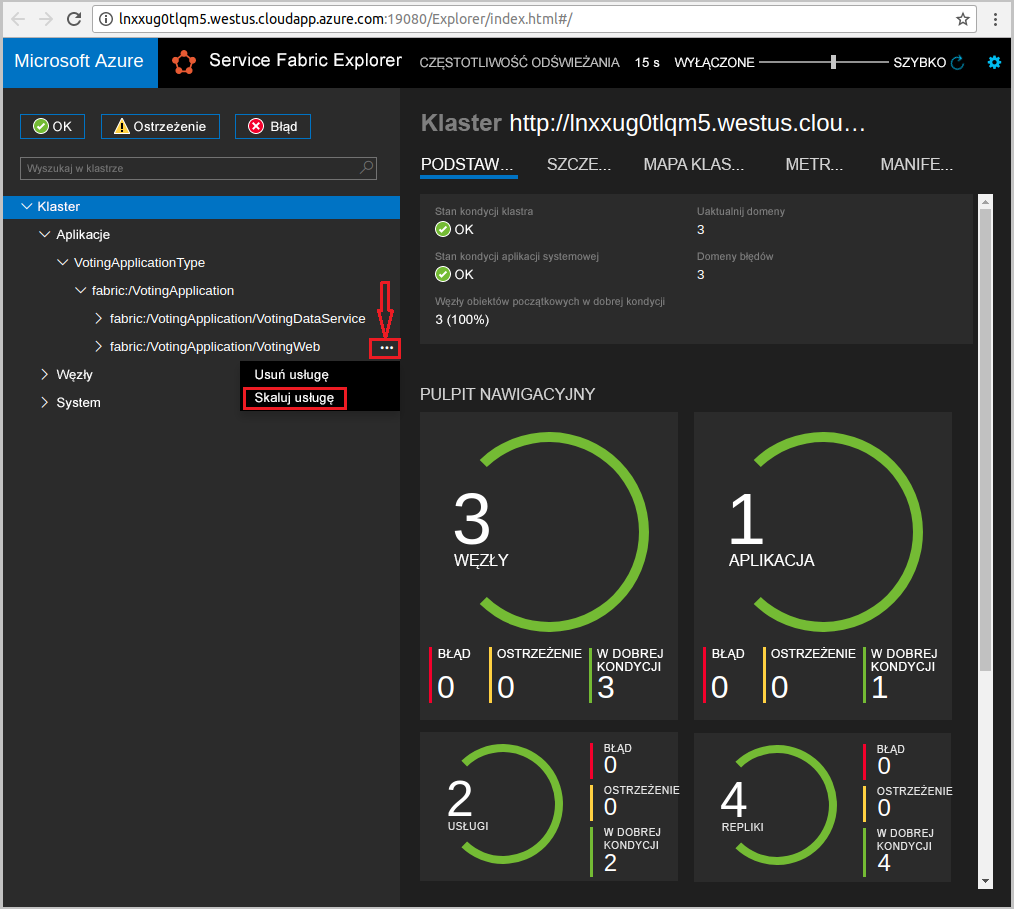 lnxxug0tlqm5.westus.cloudapp.azure.com:19080/Explorer/index.html#/
Microsoft Azure
Service Fabric Explorer
CZĘSTOTLIWOŚĆ ODŚWIEŻANIA 15 s WYŁĄCZONE SZYBKO
OK Ostrzeżenie Błąd
Wyszukaj w klastrze
Klaster
Aplikacje
VotingApplicationType
fabric:/VotingApplication
fabric:/VotingApplication/VotingDataService
fabric:/VotingApplication/VotingWeb
Usuń usługę
Skaluj usługę
Węzły
System
Klaster http://lnxxug0tlqm5.westus.clou…
PODSTAW... SZCZE... MAPA KLAS... METR... MANIFE...
Stan kondycji klastra
OK
Uaktualnij domeny
3
Stan kondycji aplikacji systemowej
OK
Domeny błędów
3
Węzły obiektów początkowych w dobrej kondycji
3 (100%)
PULPIT NAWIGACYJNY
3
WĘZŁY
BŁĄD
0
OSTRZEŻENIE
0
W DOBREJ
KONDYCJI
3
1
APLIKACJA
BŁĄD
0
OSTRZEŻENIE
0
W DOBREJ
KONDYCJI
1
2
USŁUGI
BŁĄD
0
OSTRZEŻENIE
0
W DOBREJ
KONDYCJI
2
4
REPLIKI
BŁĄD
0
OSTRZEŻENIE
0
W DOBREJ
KONDYCJI
4